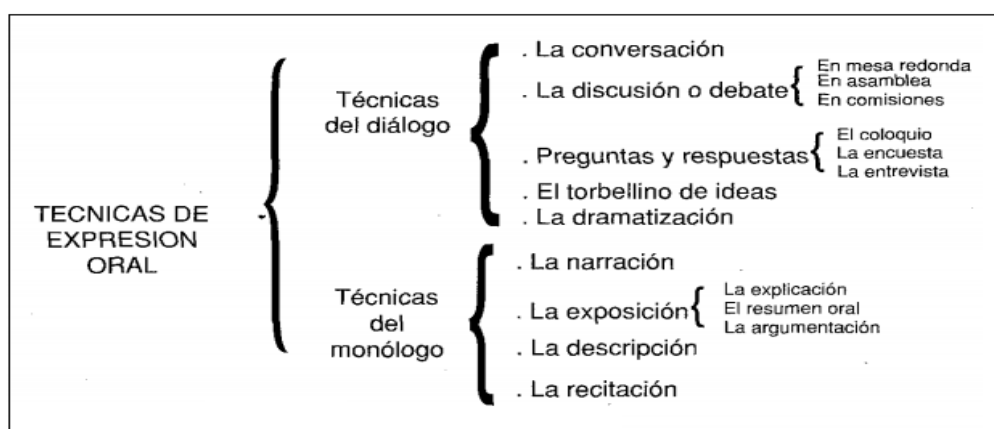 TECNICAS DE
EXPRESION
ORAL
Técnicas
del diálogo
. La conversación
. La discusión o debate
En mesa redonda
En asamblea
En comisiones
. Preguntas y respuestas
El coloquio
La encuesta
La entrevista
. El torbellino de ideas
. La dramatización
Técnicas
del
monólogo
. La narración
. La exposición
La explicación
El resumen oral
La argumentación
. La descripción
. La recitación